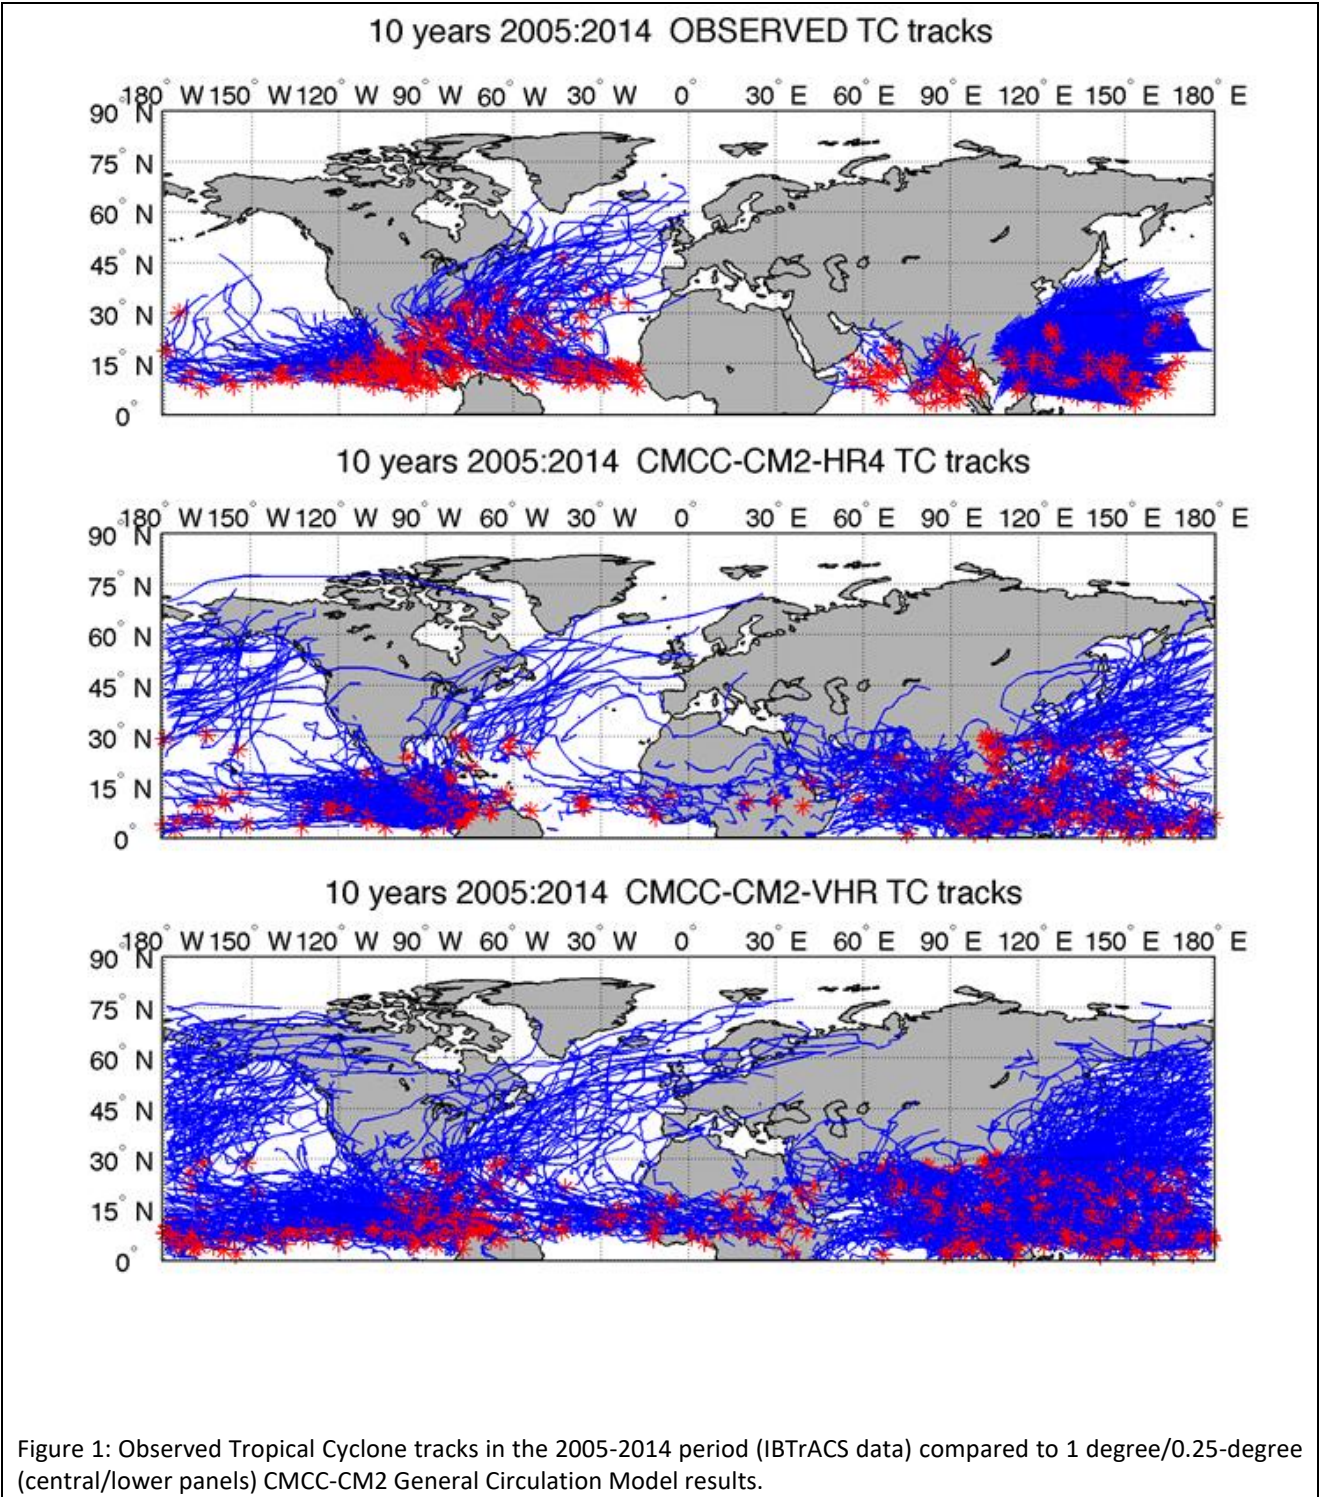 10 years 2005:2014 OBSERVED TC tracks
180° W 150° W 120° W 90° W 60° W 30° W 0° 30° E 60° E 90° E 120° E 150° E 180° E
90° N
75° N
60° N
45° N
30° N
15° N
0°
10 years 2005:2014 CMCC-CM2-HR4 TC tracks
180° W 150° W 120° W 90° W 60° W 30° W 0° 30° E 60° E 90° E 120° E 150° E 180° E
90° N
75° N
60° N
45° N
30° N
15° N
0°
10 years 2005:2014 CMCC-CM2-VHR TC tracks
180° W 150° W 120° W 90° W 60° W 30° W 0° 30° E 60° E 90° E 120° E 150° E 180° E
90° N
75° N
60° N
45° N
30° N
15° N
0°
Figure 1: Observed Tropical Cyclone tracks in the 2005-2014 period (IBTrACS data) compared to 1 degree/0.25-degree
(central/lower panels) CMCC-CM2 General Circulation Model results.